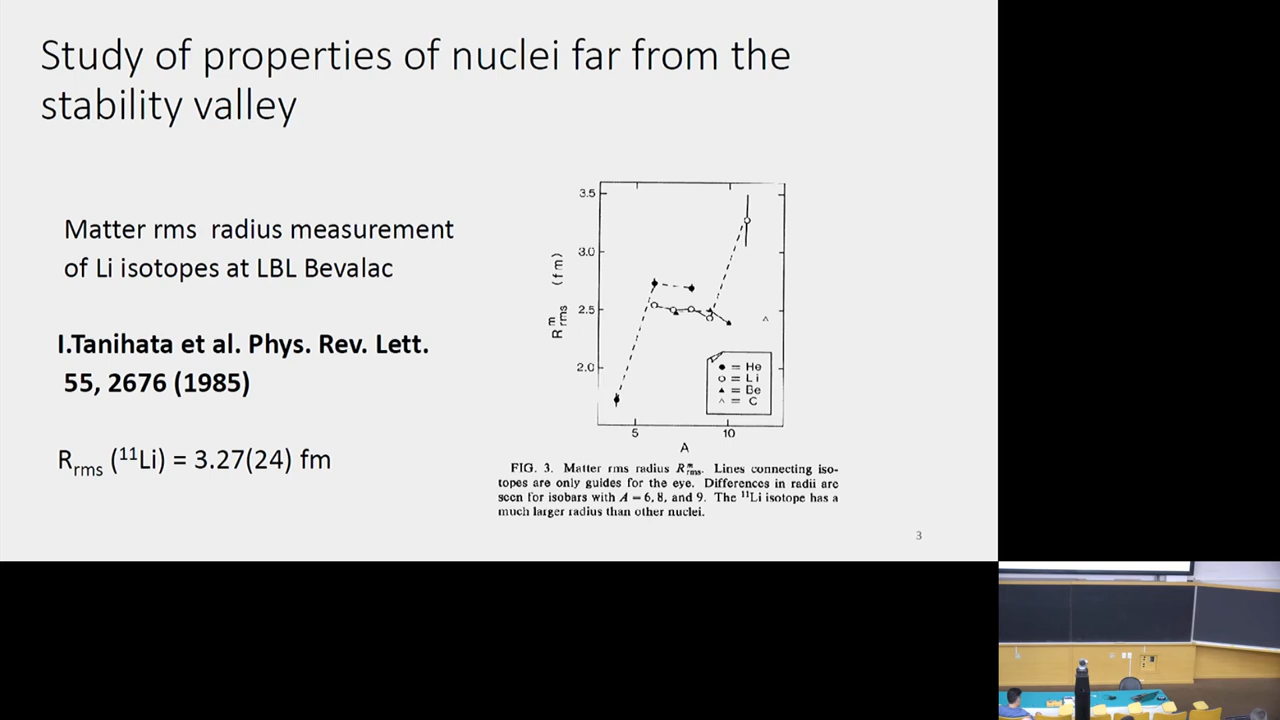 Study of properties of nuclei far from the
stability valley
Matter rms radius measurement
of Li isotopes at LBL Bevalac
I.Tanihata et al. Phys. Rev. Lett.
55, 2676 (1985)
Rrms (¹¹Li) = 3.27(24) fm
3.5
3.0
2.5
2.0
R m rms (fm)
5
10
A
= He
= Li
= Be
= C
FIG. 3. Matter rms radius R m rms. Lines connecting iso-
topes are only guides for the eye. Differences in radii are
seen for isobars with A = 6, 8, and 9. The ¹¹Li isotope has a
much larger radius than other nuclei.
3